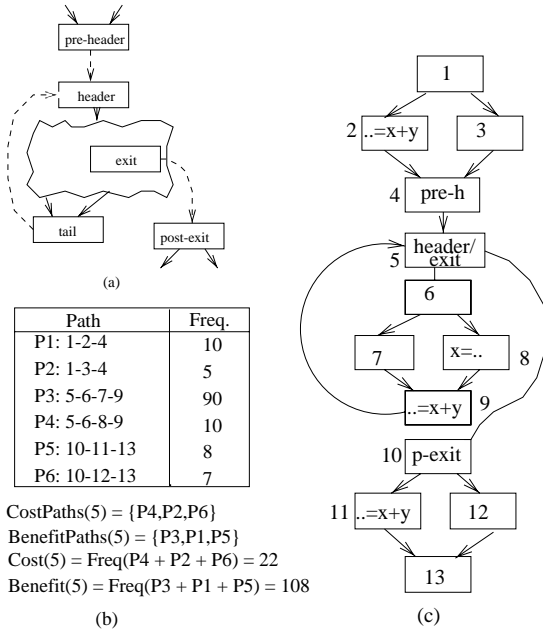 pre-header
header
exit
tail
post-exit
(a)
Path Freq.
P1: 1-2-4 10
P2: 1-3-4 5
P3: 5-6-7-9 90
P4: 5-6-8-9 10
P5: 10-11-13 8
P6: 10-12-13 7
CostPaths(5) = {P4,P2,P6}
BenefitPaths(5) = {P3,P1,P5}
Cost(5) = Freq(P4 + P2 + P6) = 22
Benefit(5) = Freq(P3 + P1 + P5) = 108
(b)
1
2 ..=x+y 3
4 pre-h
header/
5 exit
6
7 x=.. 8
..=x+y 9
10 p-exit
11 ..=x+y 12
13
(c)